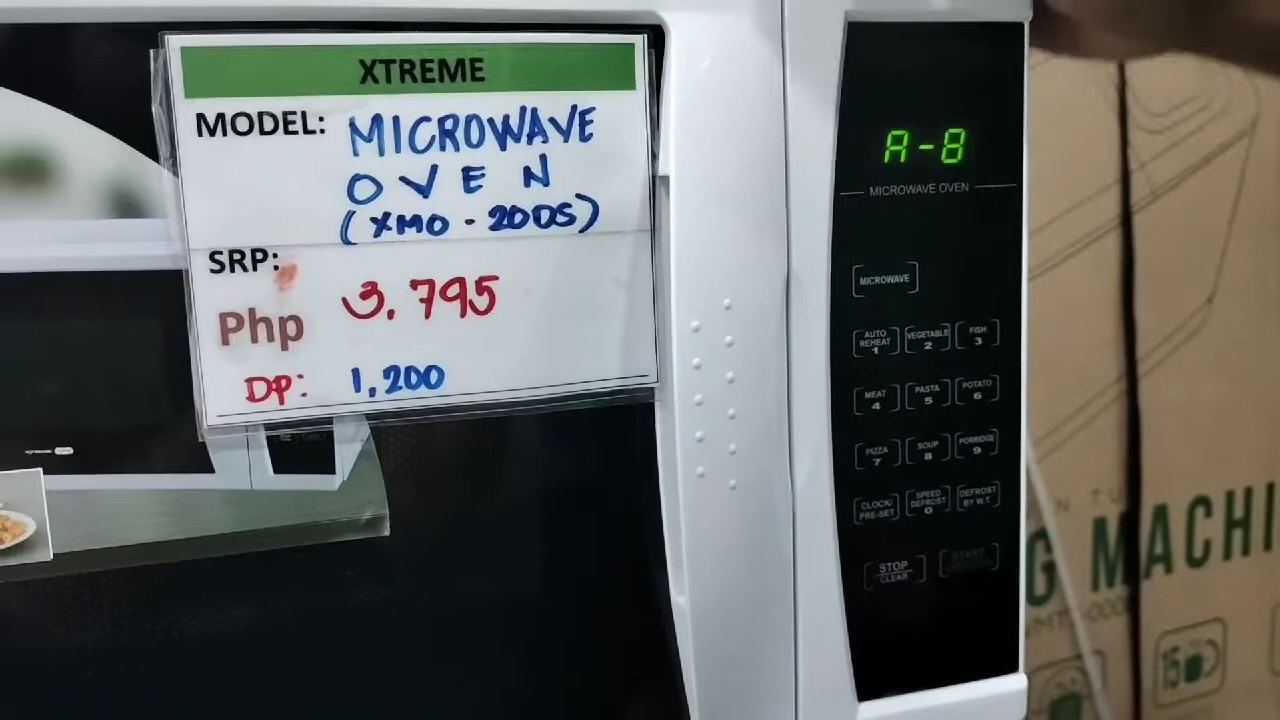 XTREME
MODEL: MICROWAVE
OVEN
(XMO-20DS)
SRP:
Php 3,795
DP: 1,200
A-8
MICROWAVE OVEN
MICROWAVE
AUTO REHEAT 1
VEGETABLE 2
FISH 3
MEAT 4
PASTA 5
POTATO 6
PIZZA 7
SOUP 8
PORRIDGE 9
CLOCK/ PRE-SET
SPEED DEFROST 0
DEFROST BY W.T.
STOP
CLEAR
START
G MACHI
15